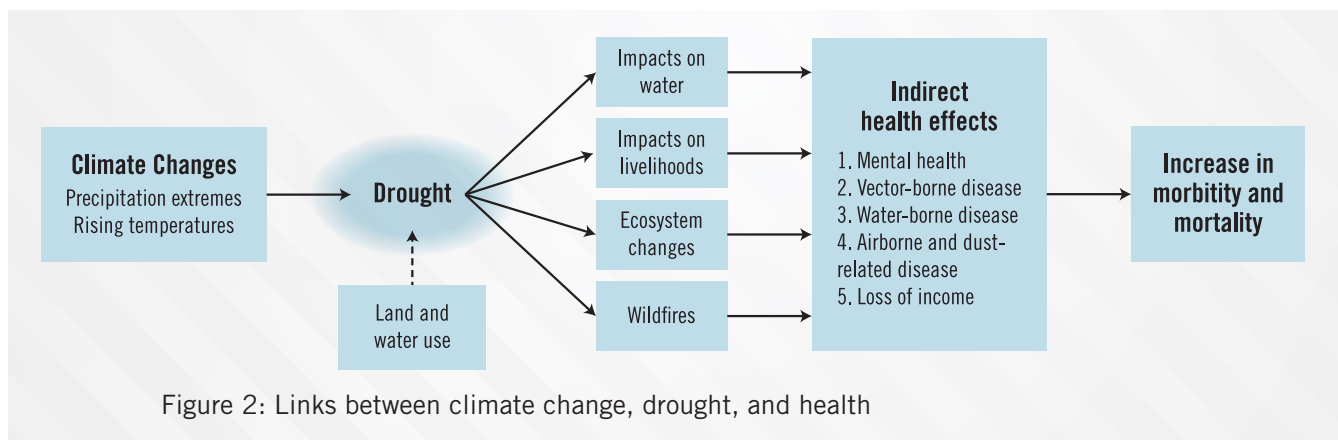 Climate Changes
Precipitation extremes
Rising temperatures
Drought
Land and
water use
Impacts on
water
Impacts on
livelihoods
Ecosystem
changes
Wildfires
Indirect
health effects
1. Mental health
2. Vector-borne disease
3. Water-borne disease
4. Airborne and dust-
related disease
5. Loss of income
Increase in
morbitity and
mortality
Figure 2: Links between climate change, drought, and health